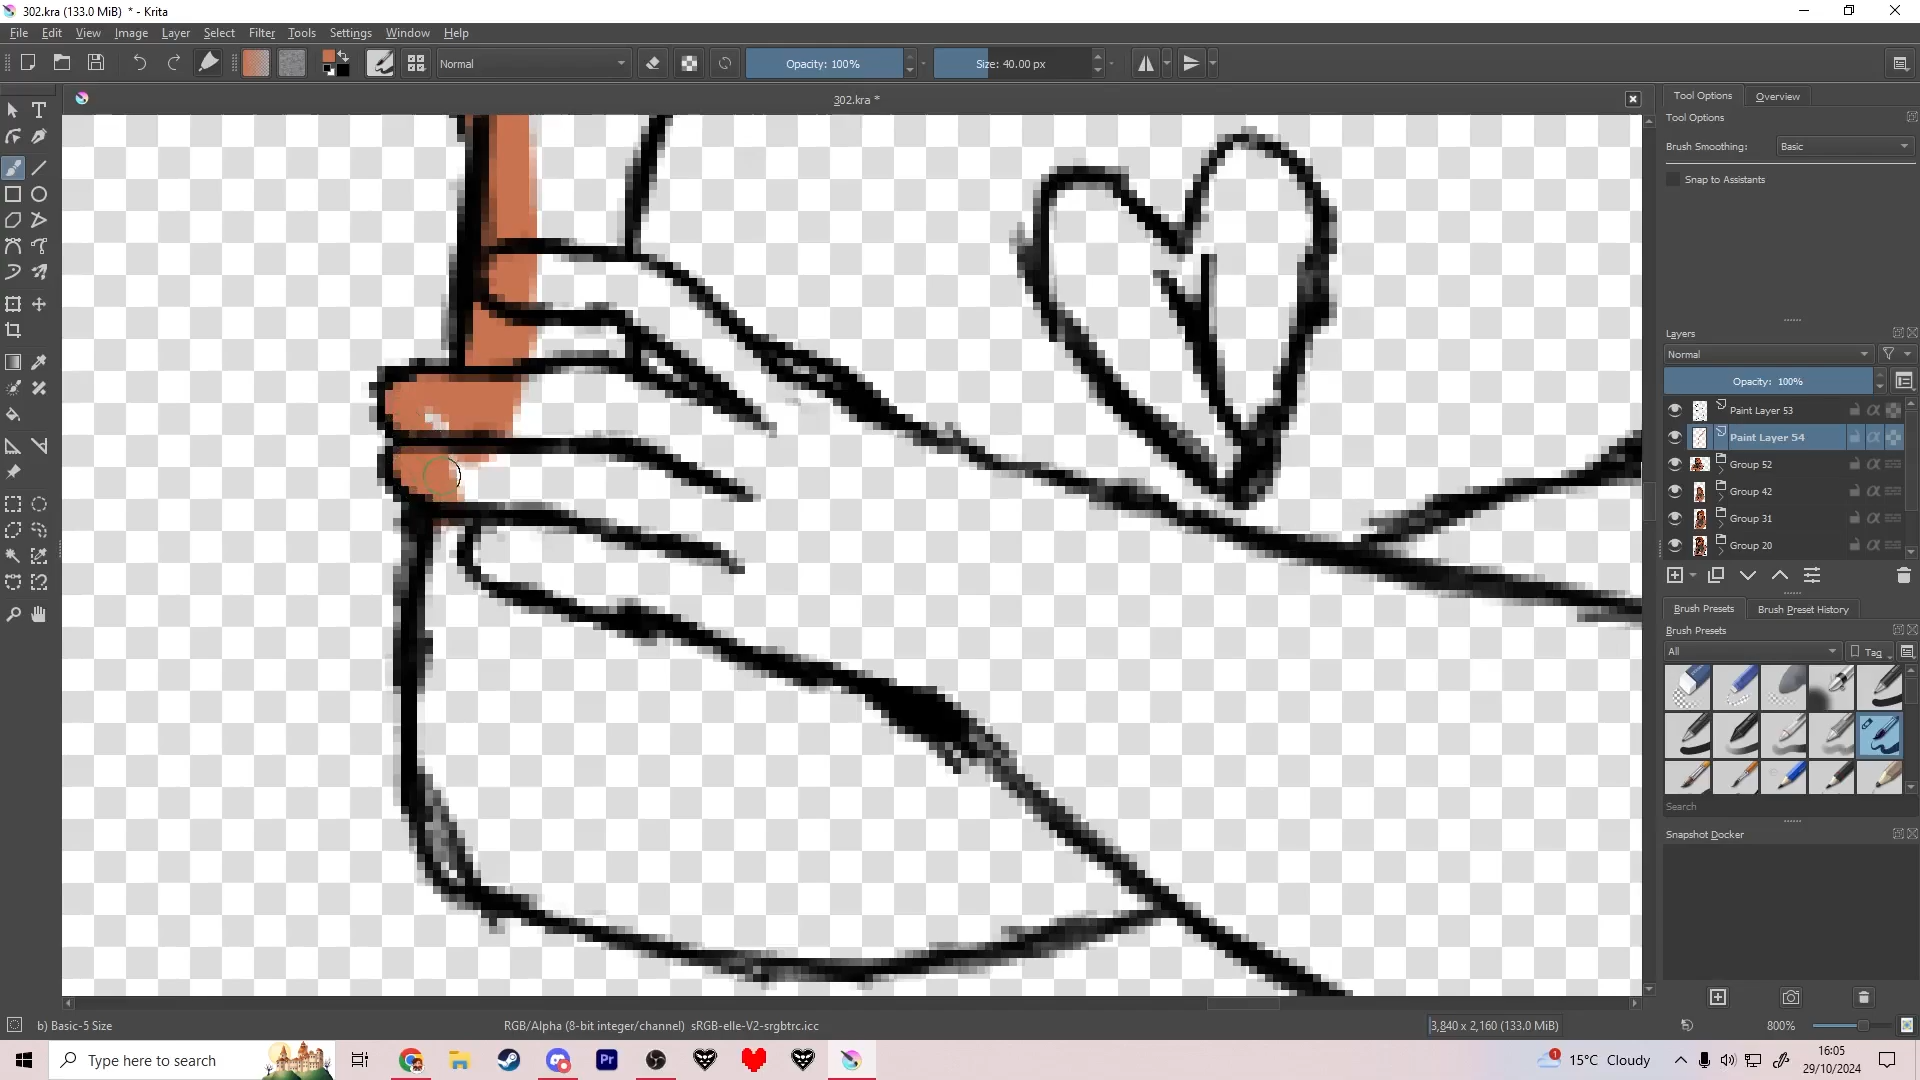 302.kra (133.0 MiB) * - Krita
File Edit View Image Layer Select Filter Tools Settings Window Help
Normal Opacity: 100% Size: 40.00 px
302.kra *
Tool Options Overview
Tool Options
Brush Smoothing: Basic
Snap to Assistants
Layers
Normal
Opacity: 100%
Paint Layer 53
Paint Layer 54
Group 52
Group 42
Group 31
Group 20
Brush Presets Brush Preset History
Brush Presets
All Tag
Search
Snapshot Docker
b) Basic-5 Size RGB/Alpha (8-bit integer/channel) sRGB-elle-V2-srgbtrc.icc 3,840 x 2,160 (133.0 MiB) 800%
Type here to search Pr 1 15°C Cloudy 16:05
29/10/2024